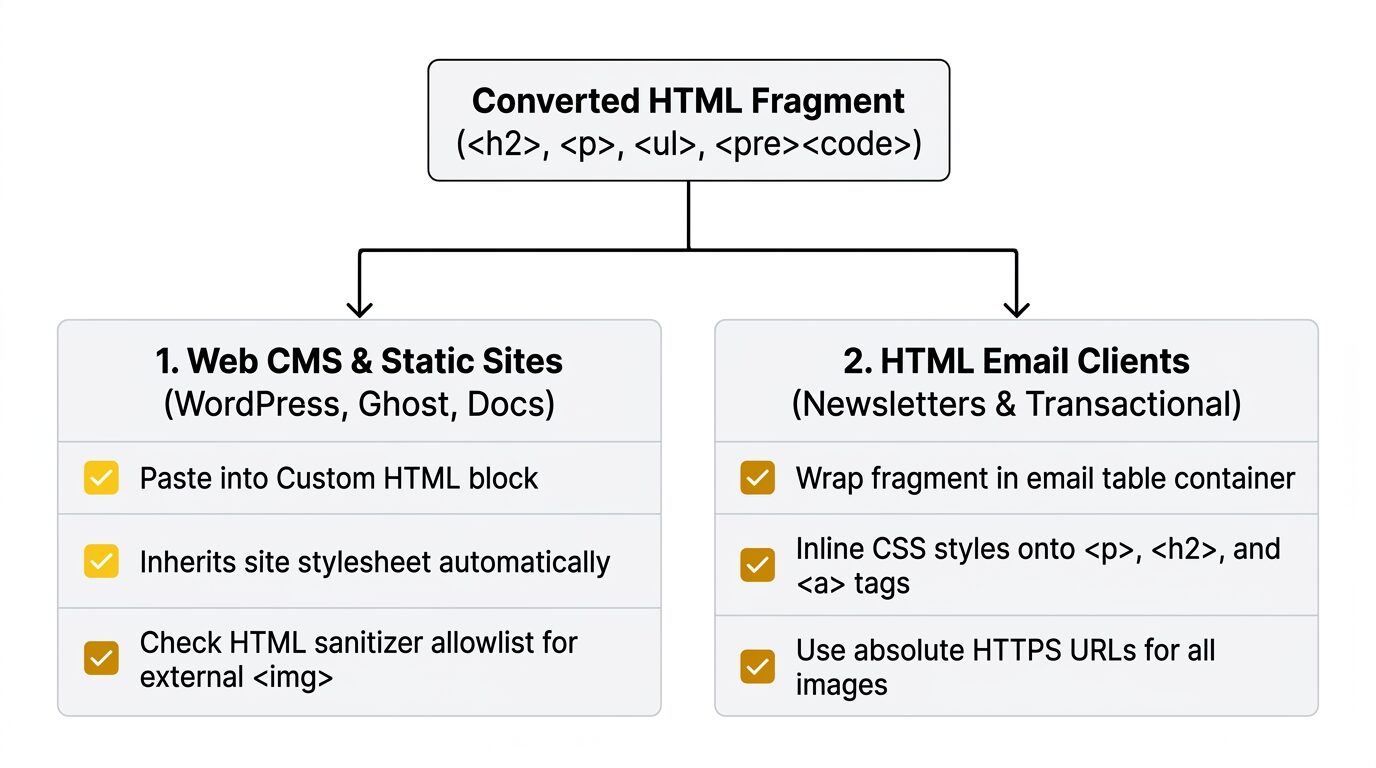 Converted HTML Fragment
(<h2>, <p>, <ul>, <pre><code>)
1. Web CMS & Static Sites
(WordPress, Ghost, Docs)
Paste into Custom HTML block
Inherits site stylesheet automatically
Check HTML sanitizer allowlist for
external <img>
2. HTML Email Clients
(Newsletters & Transactional)
Wrap fragment in email table container
Inline CSS styles onto <p>, <h2>, and
<a> tags
Use absolute HTTPS URLs for all
images